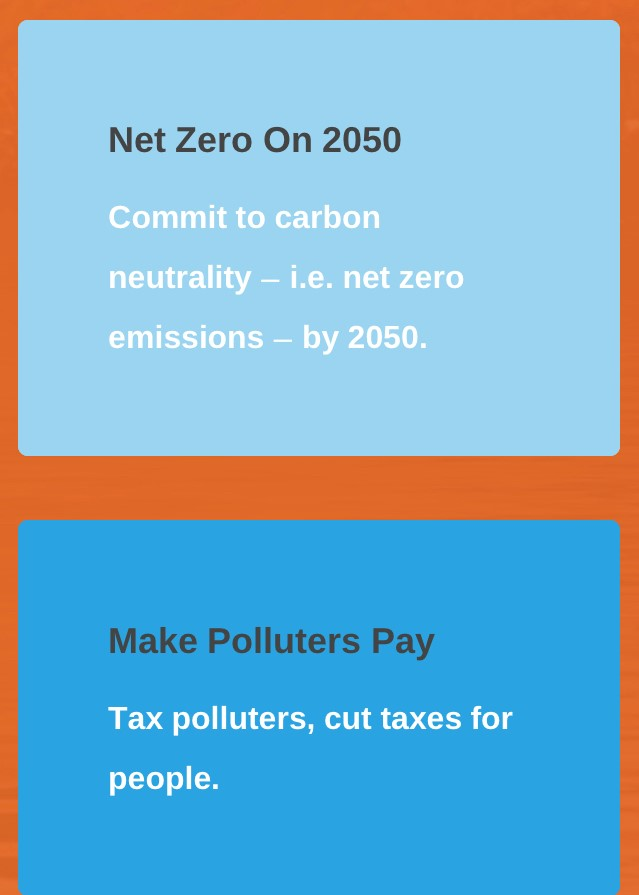 Net Zero On 2050
Commit to carbon
neutrality – i.e. net zero
emissions – by 2050.
Make Polluters Pay
Tax polluters, cut taxes for
people.